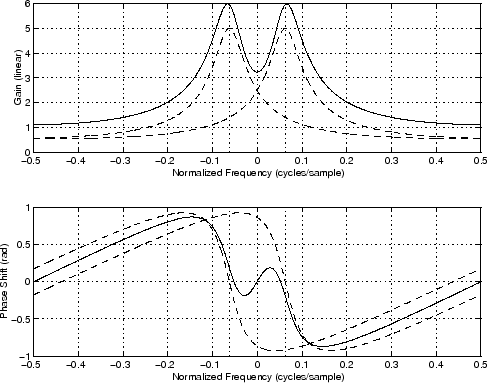 6
5
4
3
2
1
0
Gain (linear)
−0.5 −0.4 −0.3 −0.2 −0.1 0 0.1 0.2 0.3 0.4 0.5
Normalized Frequency (cycles/sample)
1
0.5
0
−0.5
−1
Phase Shift (rad)
−0.5 −0.4 −0.3 −0.2 −0.1 0 0.1 0.2 0.3 0.4 0.5
Normalized Frequency (cycles/sample)